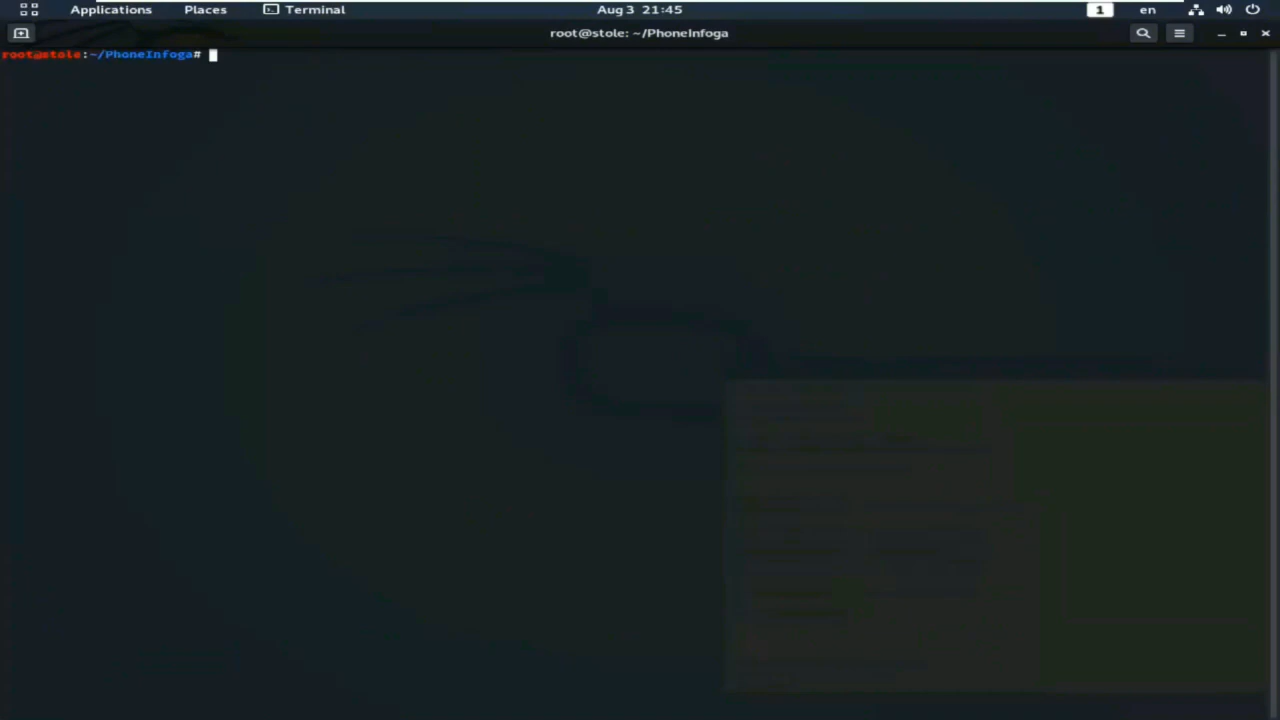 Applications Places Terminal Aug 3 21:45 1 en
root@stole: ~/PhoneInfoga
root@stole:~/PhoneInfoga#